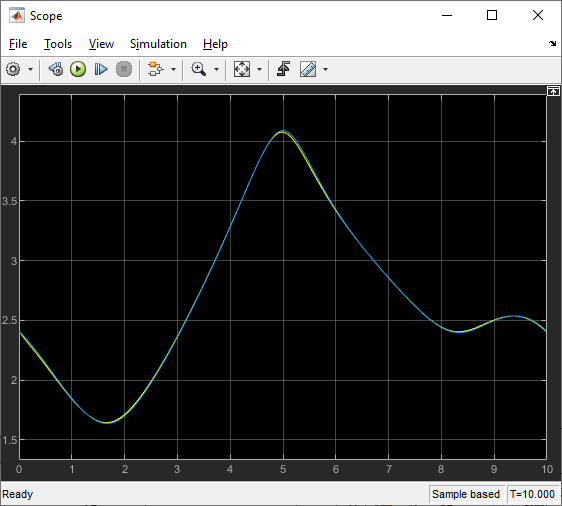 Scope
File Tools View Simulation Help
4
3.5
3
2.5
2
1.5
0 1 2 3 4 5 6 7 8 9 10
Ready Sample based T=10.000